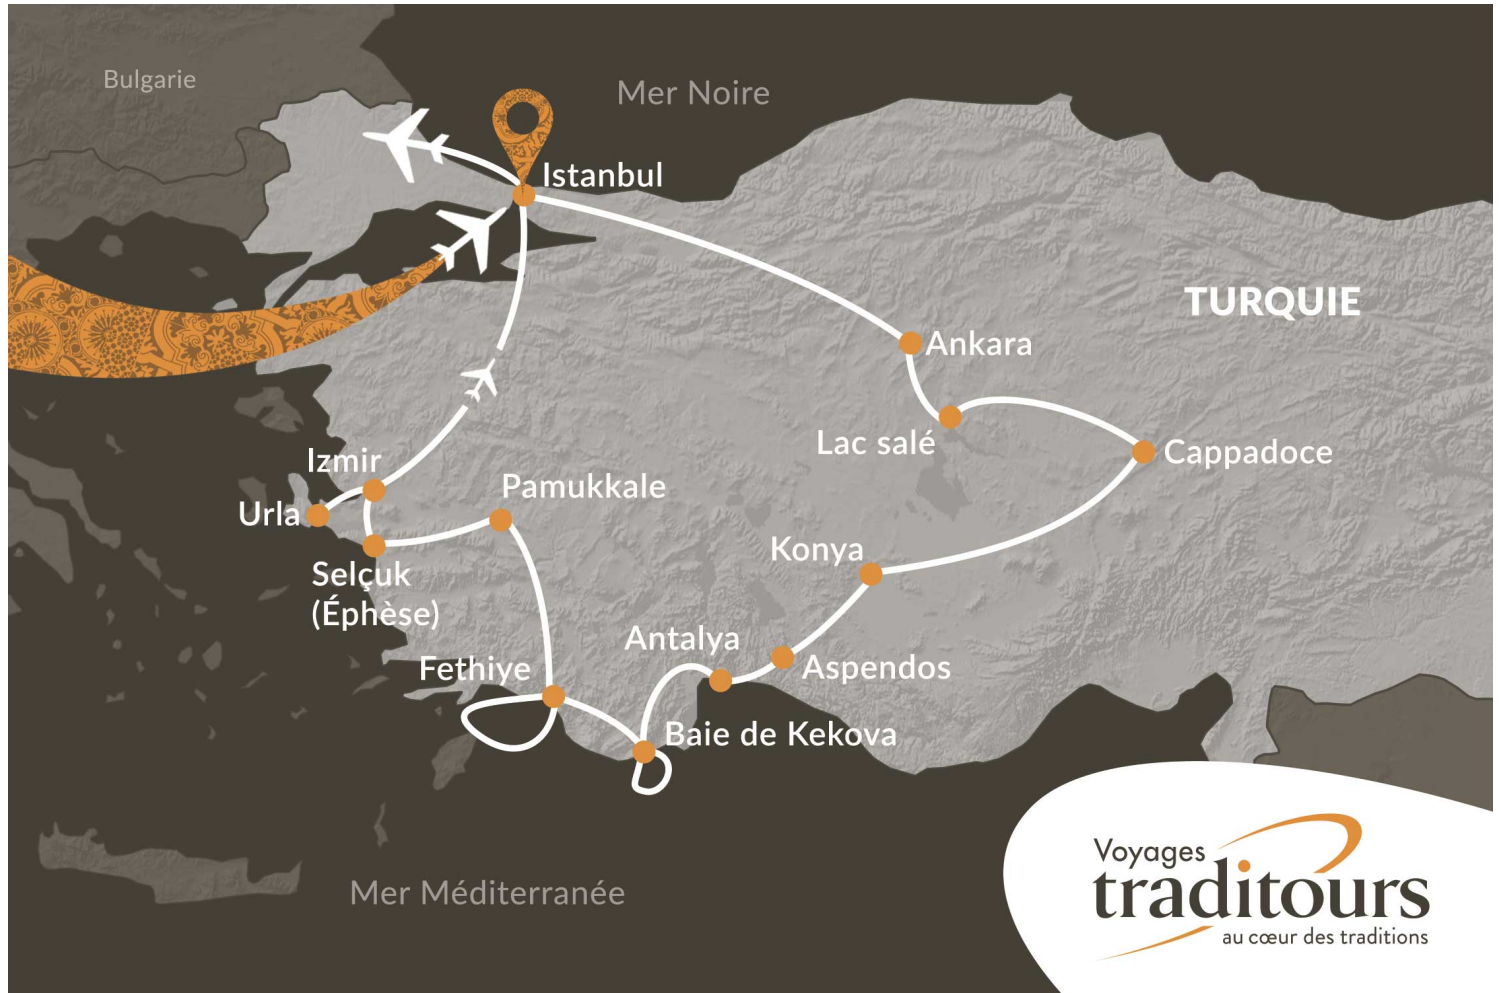 Bulgarie
Mer Noire
Istanbul
TURQUIE
Ankara
Lac salé
Cappadoce
Izmir
Urla
Pamukkale
Selçuk
(Éphèse)
Konya
Antalya
Aspendos
Fethiye
Baie de Kekova
Mer Méditerranée
Voyages
traditours
au cœur des traditions